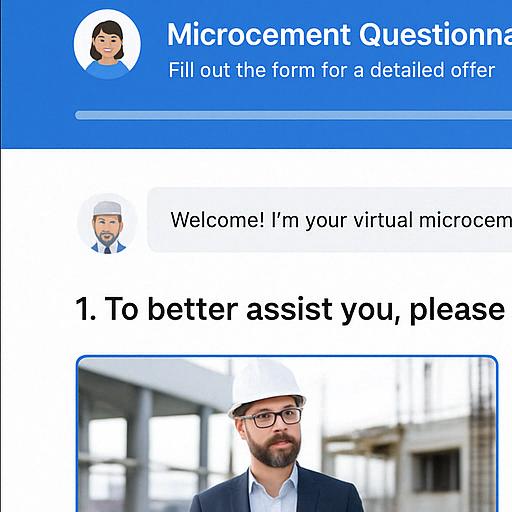 Microcement Questionna
Fill out the form for a detailed offer
Welcome! I'm your virtual microcem
1. To better assist you, please